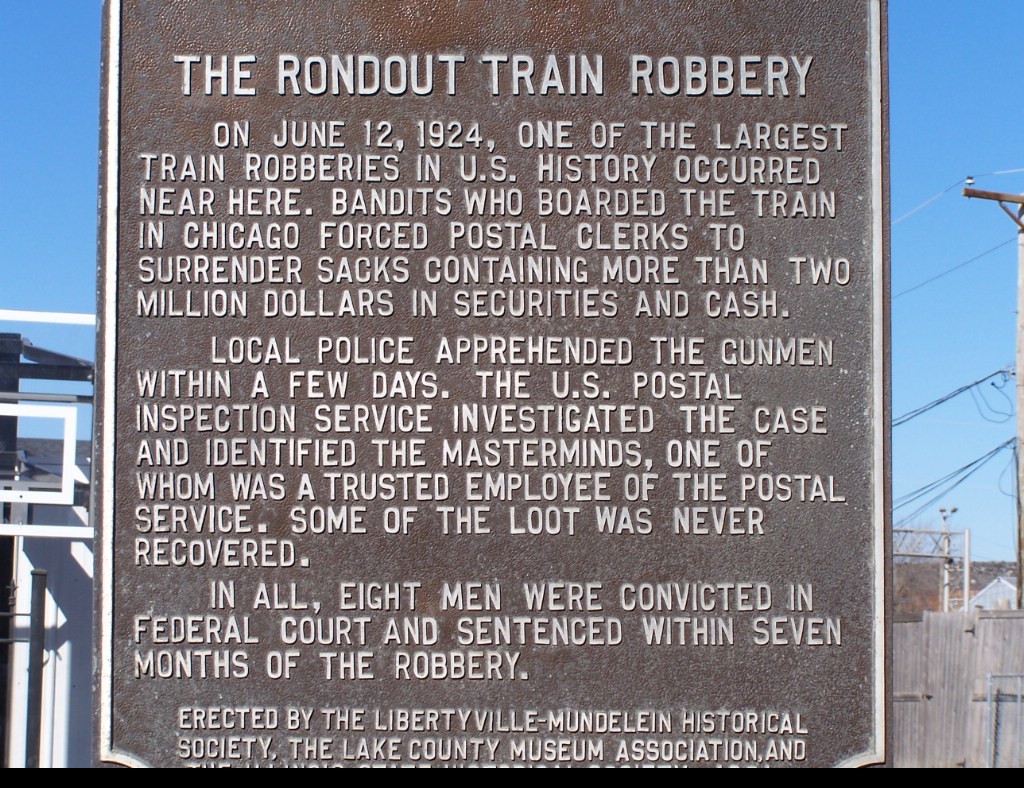 THE RONDOUT TRAIN ROBBERY
ON JUNE 12, 1924, ONE OF THE LARGEST
TRAIN ROBBERIES IN U.S. HISTORY OCCURRED
NEAR HERE. BANDITS WHO BOARDED THE TRAIN
IN CHICAGO FORCED POSTAL CLERKS TO
SURRENDER SACKS CONTAINING MORE THAN TWO
MILLION DOLLARS IN SECURITIES AND CASH.
LOCAL POLICE APPREHENDED THE GUNMEN
WITHIN A FEW DAYS. THE U.S. POSTAL
INSPECTION SERVICE INVESTIGATED THE CASE
AND IDENTIFIED THE MASTERMINDS, ONE OF
WHOM WAS A TRUSTED EMPLOYEE OF THE POSTAL
SERVICE. SOME OF THE LOOT WAS NEVER
RECOVERED.
IN ALL, EIGHT MEN WERE CONVICTED IN
FEDERAL COURT AND SENTENCED WITHIN SEVEN
MONTHS OF THE ROBBERY.
ERECTED BY THE LIBERTYVILLE-MUNDELEIN HISTORICAL
SOCIETY, THE LAKE COUNTY MUSEUM ASSOCIATION, AND
THE ILLINOIS STATE HISTORICAL SOCIETY